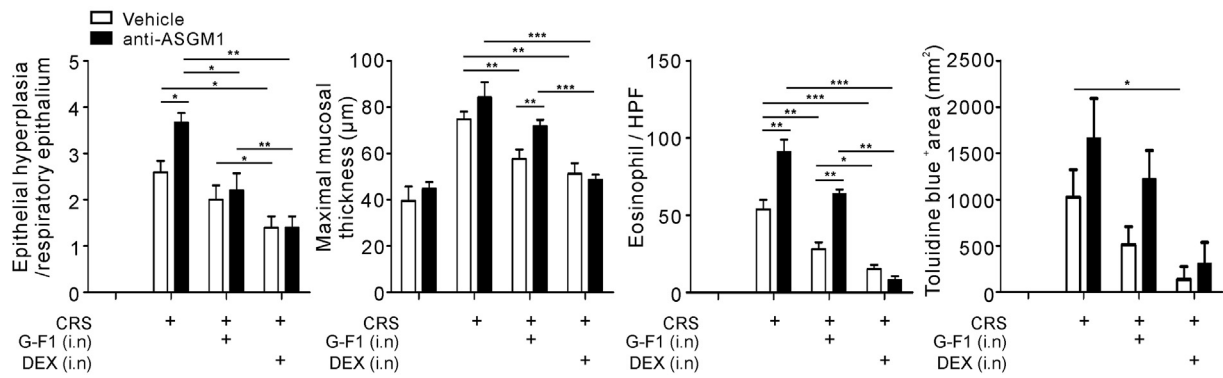 Vehicle
anti-ASGM1
Epithelial hyperplasia
/respiratory epithalium
5
4
3
2
1
0
*
*
*
**
*
**
CRS + + +
G-F1 (i.n) +
DEX (i.n) +
Maximal mucosal
thickness (μm)
100
80
60
40
20
0
**
**
***
**
***
CRS + + +
G-F1 (i.n) +
DEX (i.n) +
Eosinophil / HPF
150
100
50
0
**
**
***
***
**
*
**
CRS + + +
G-F1 (i.n) +
DEX (i.n) +
Toluidine blue + area (mm2)
2500
2000
1500
1000
500
0
*
CRS + + +
G-F1 (i.n) +
DEX (i.n) +